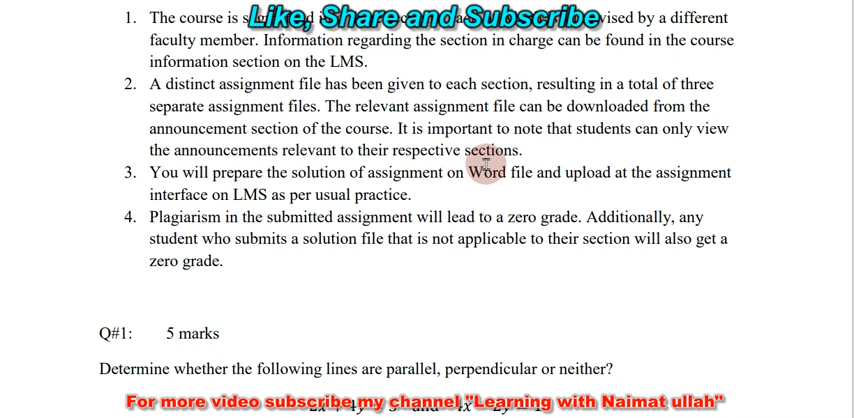 Like, Share and Subscribe
1. The course is by a different
faculty member. Information regarding the section in charge can be found in the course
information section on the LMS.
2. A distinct assignment file has been given to each section, resulting in a total of three
separate assignment files. The relevant assignment file can be downloaded from the
announcement section of the course. It is important to note that students can only view
the announcements relevant to their respective sections.
3. You will prepare the solution of assignment on Word file and upload at the assignment
interface on LMS as per usual practice.
4. Plagiarism in the submitted assignment will lead to a zero grade. Additionally, any
student who submits a solution file that is not applicable to their section will also get a
zero grade.
Q#1: 5 marks
Determine whether the following lines are parallel, perpendicular or neither?
For more video subscribe my channel "Learning with Naimat ullah"